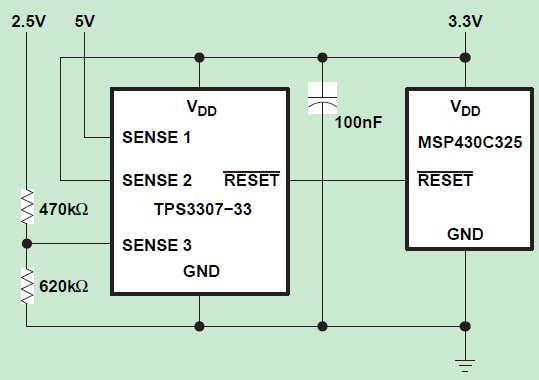 2.5V
5V
3.3V
VDD
SENSE 1
SENSE 2
RESET
TPS3307−33
SENSE 3
GND
470kΩ
620kΩ
100nF
VDD
MSP430C325
RESET
GND